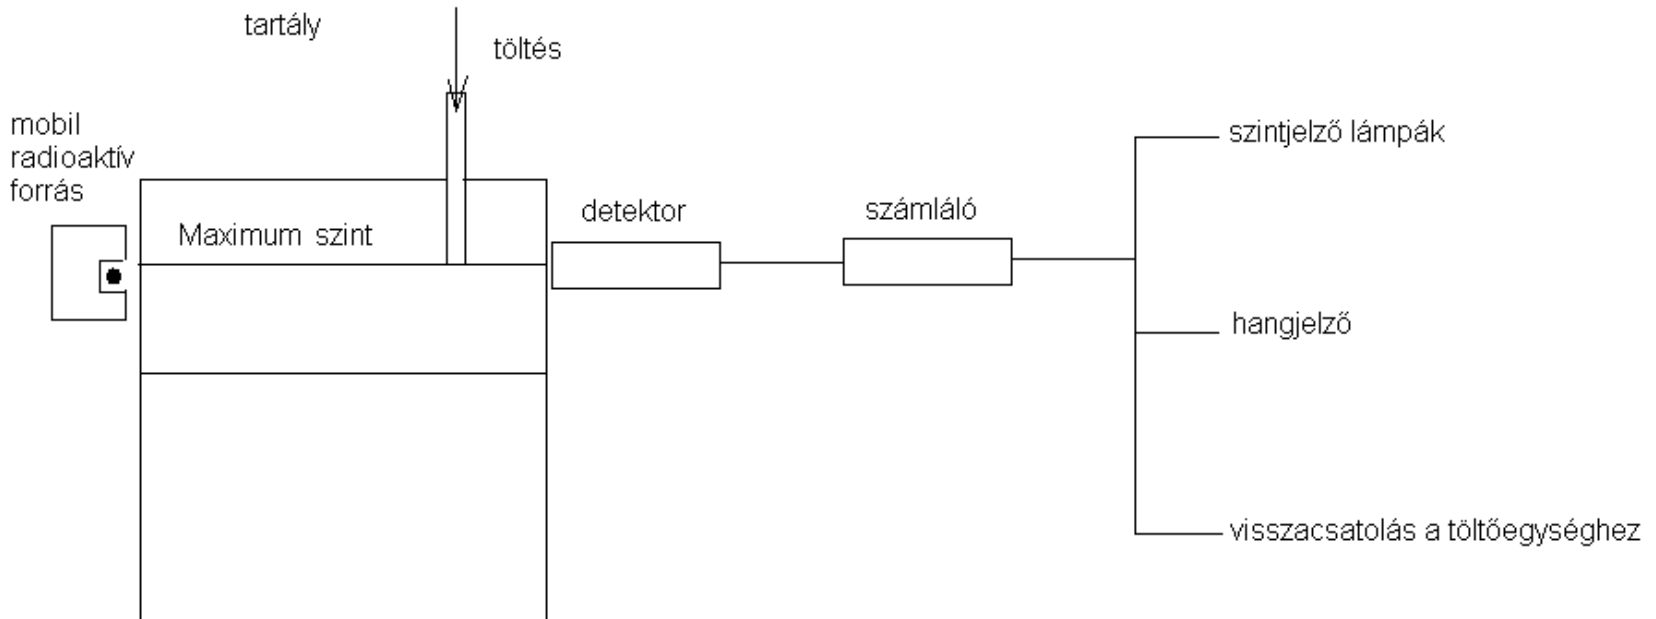 tartály
töltés
mobil
radioaktív
forrás
Maximum szint
detektor
számláló
szintjelző lámpák
hangjelző
visszacsatolás a töltőegységhez